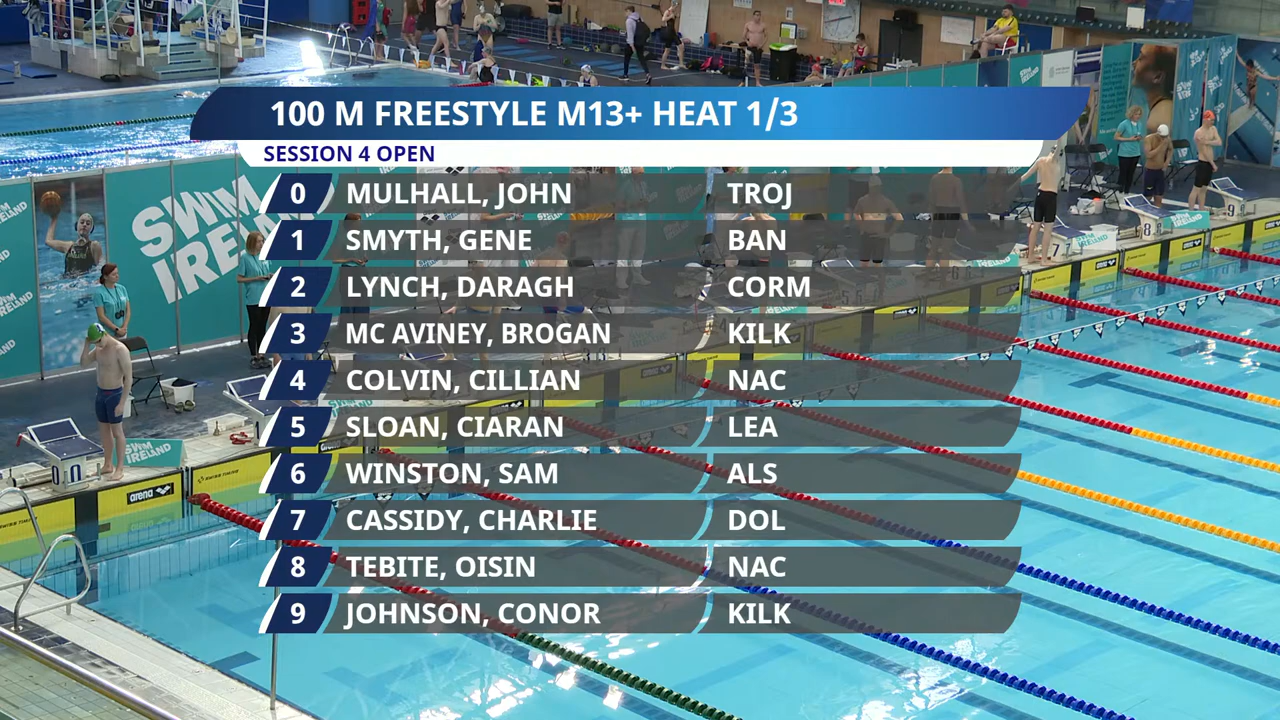 100 M FREESTYLE M13+ HEAT 1/3
SESSION 4 OPEN
0 MULHALL, JOHN TROJ
1 SMYTH, GENE BAN
2 LYNCH, DARAGH CORM
3 MC AVINEY, BROGAN KILK
4 COLVIN, CILLIAN NAC
5 SLOAN, CIARAN LEA
6 WINSTON, SAM ALS
7 CASSIDY, CHARLIE DOL
8 TEBITE, OISIN NAC
9 JOHNSON, CONOR KILK
SWIM
IRELAND
SWIM
IRELAND
arena